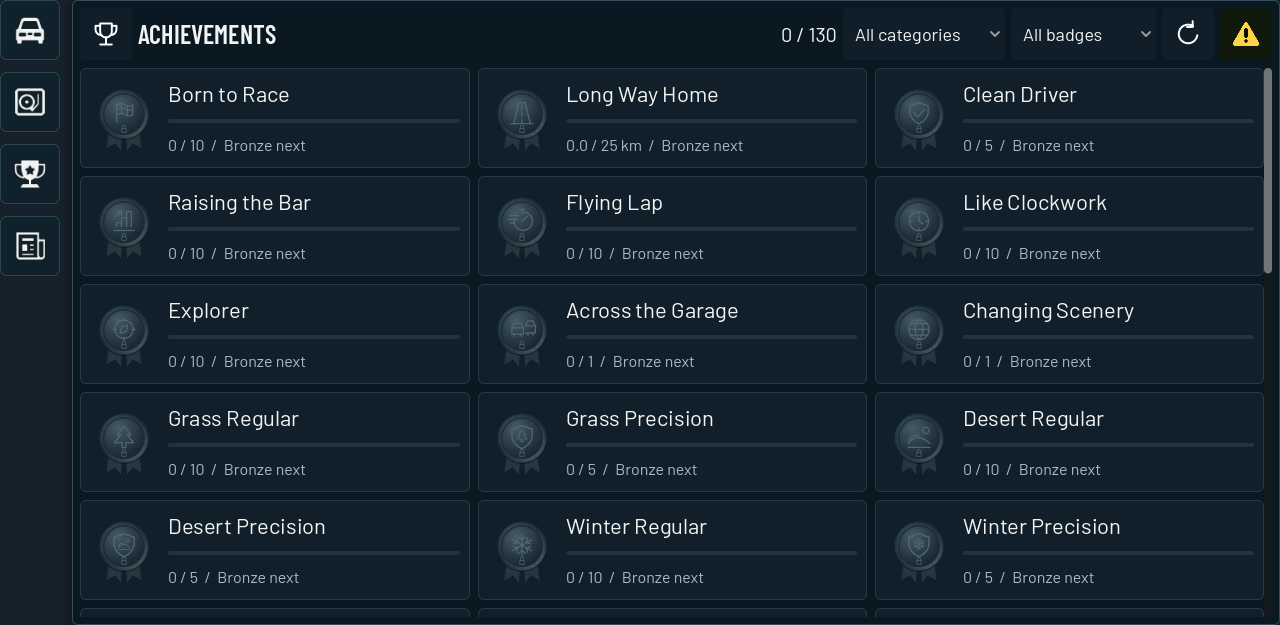 ACHIEVEMENTS
0 / 130
All categories
All badges
Born to Race
0 / 10 / Bronze next
Long Way Home
0.0 / 25 km / Bronze next
Clean Driver
0 / 5 / Bronze next
Raising the Bar
0 / 10 / Bronze next
Flying Lap
0 / 10 / Bronze next
Like Clockwork
0 / 10 / Bronze next
Explorer
0 / 10 / Bronze next
Across the Garage
0 / 1 / Bronze next
Changing Scenery
0 / 1 / Bronze next
Grass Regular
0 / 10 / Bronze next
Grass Precision
0 / 5 / Bronze next
Desert Regular
0 / 10 / Bronze next
Desert Precision
0 / 5 / Bronze next
Winter Regular
0 / 10 / Bronze next
Winter Precision
0 / 5 / Bronze next